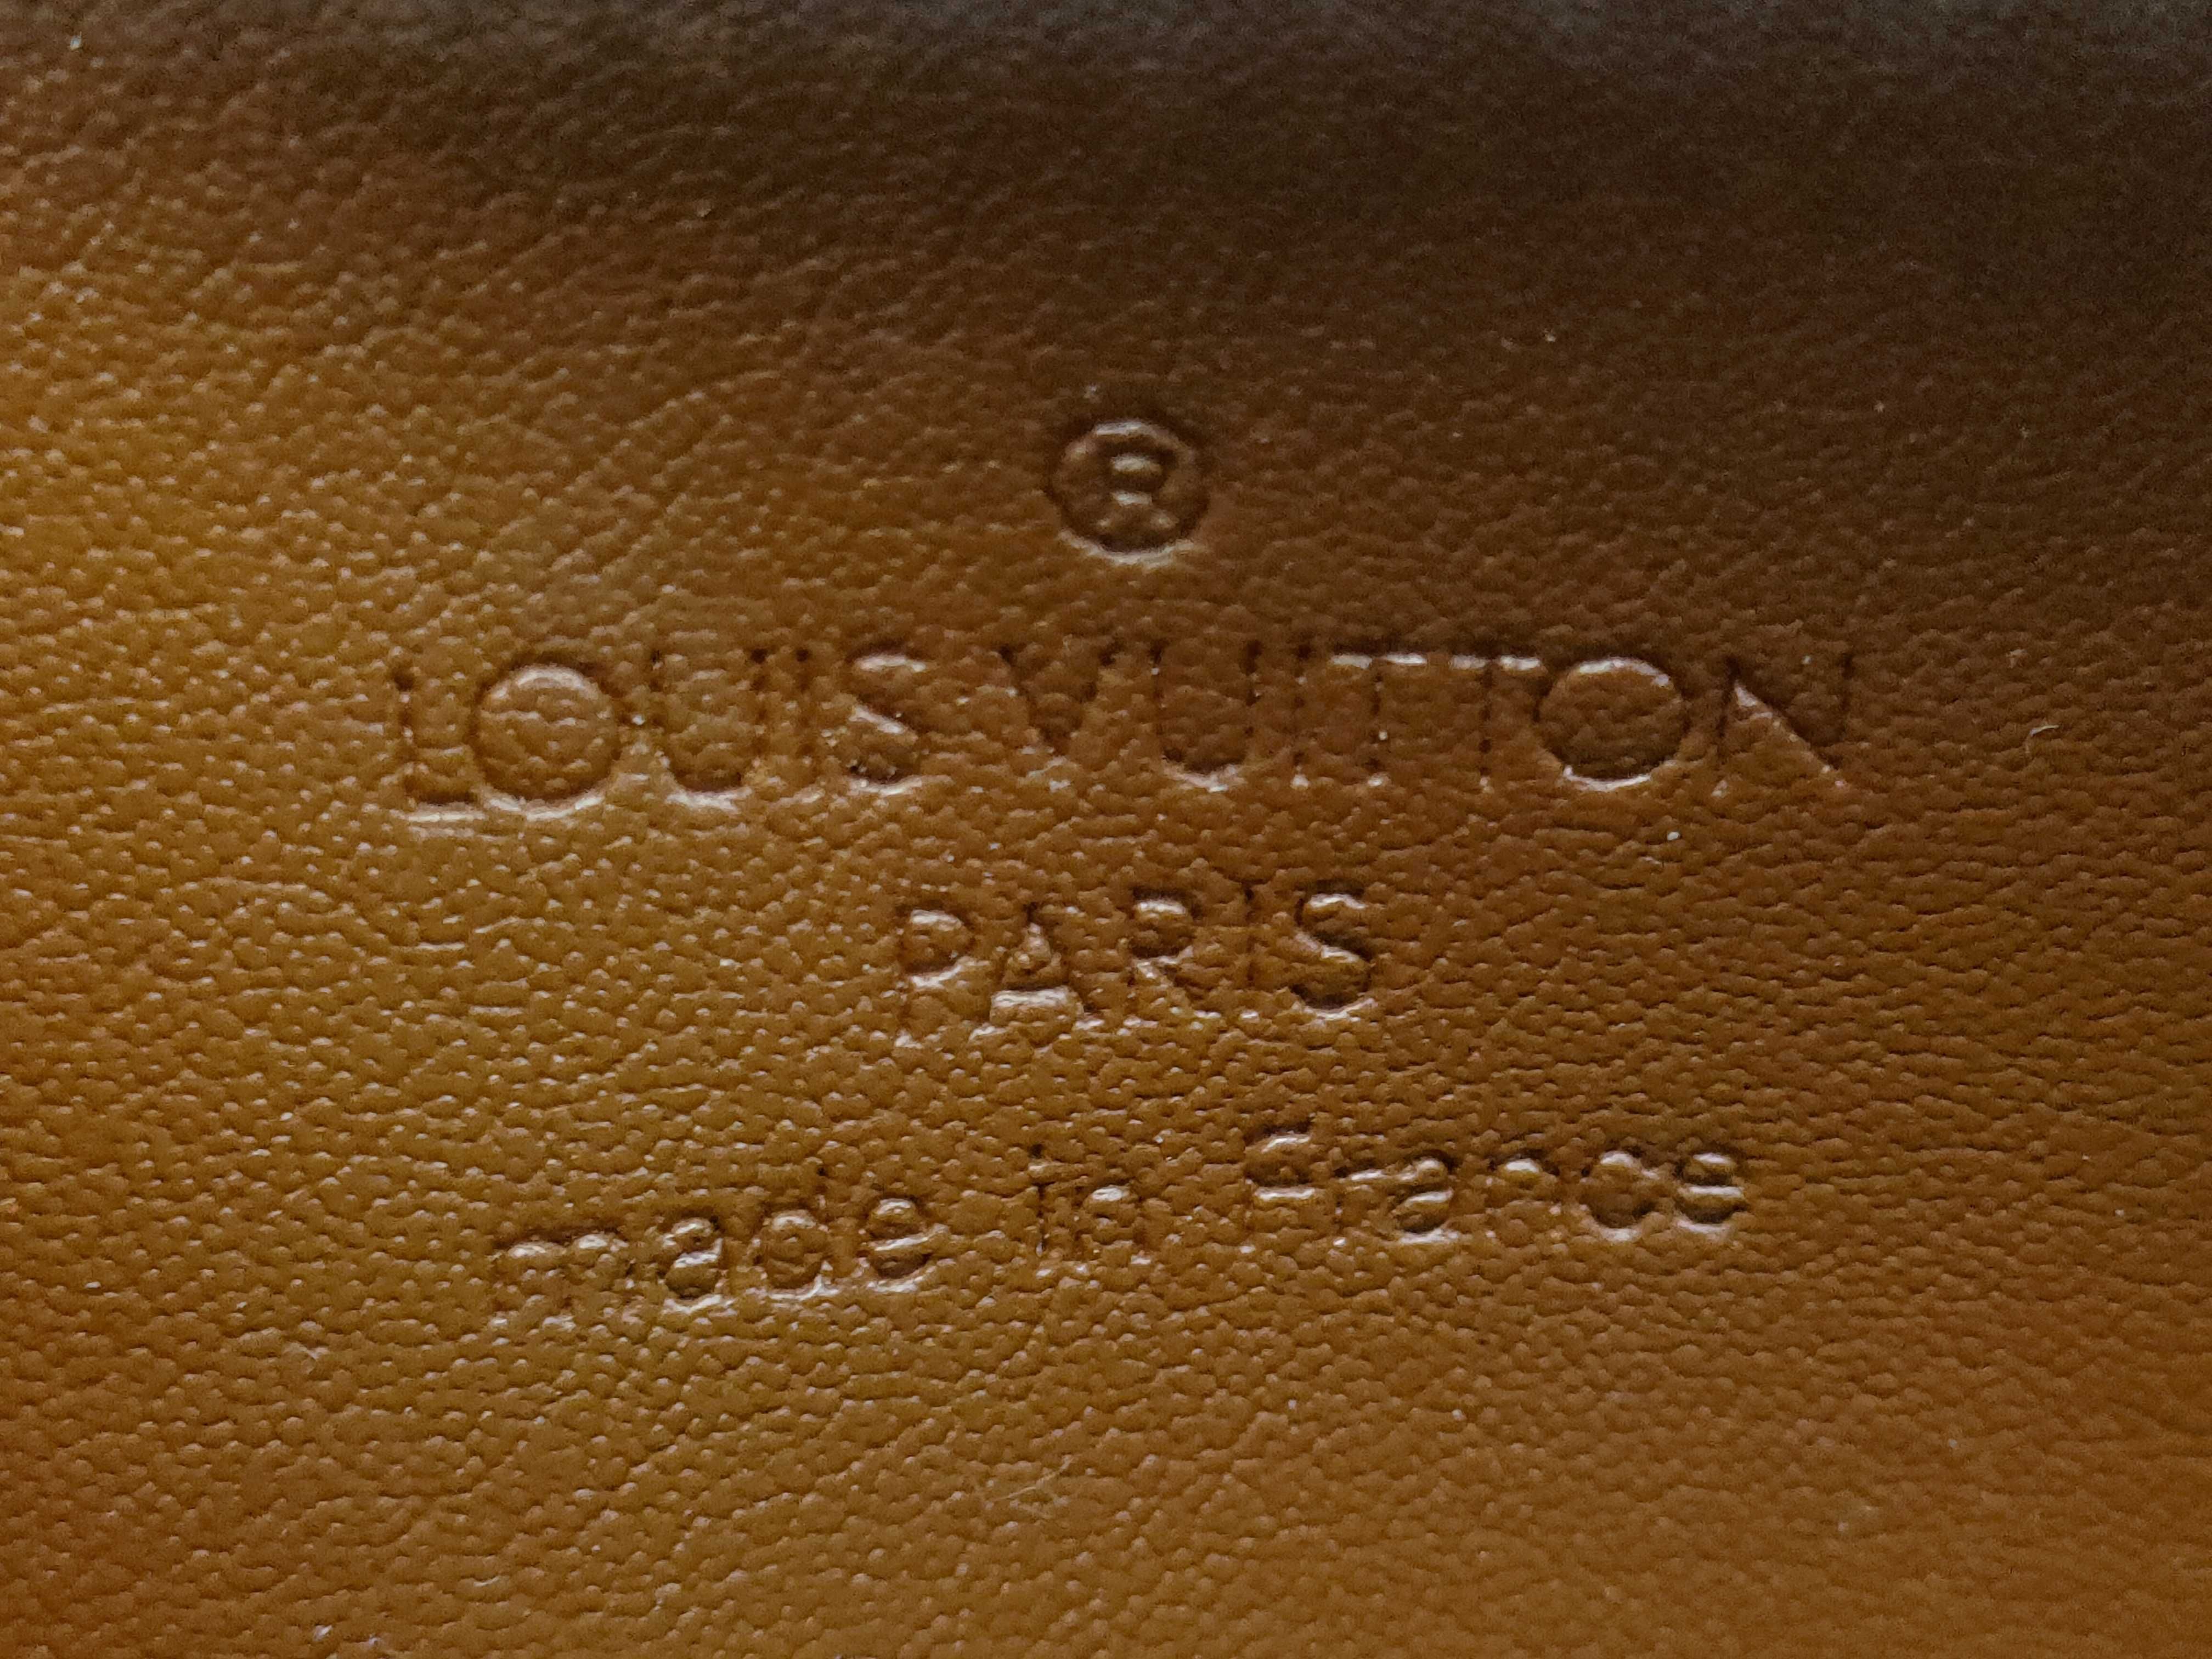 ®
LOUIS VUITTON
PARIS
made in france